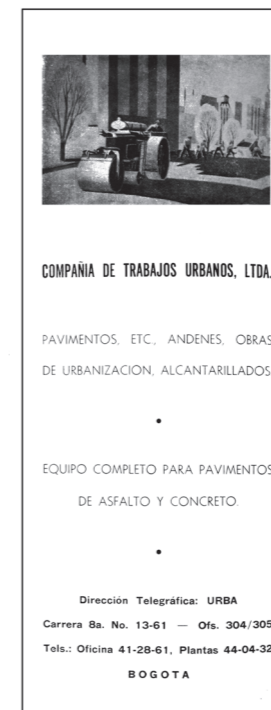 COMPAÑIA DE TRABAJOS URBANOS, LTDA.
PAVIMENTOS, ETC., ANDENES, OBRAS
DE URBANIZACION, ALCANTARILLADOS
EQUIPO COMPLETO PARA PAVIMENTOS
DE ASFALTO Y CONCRETO.
Dirección Telegráfica: URBA
Carrera 8a. No. 13-61 — Ofs. 304/305
Tels.: Oficina 41-28-61, Plantas 44-04-32
BOGOTA